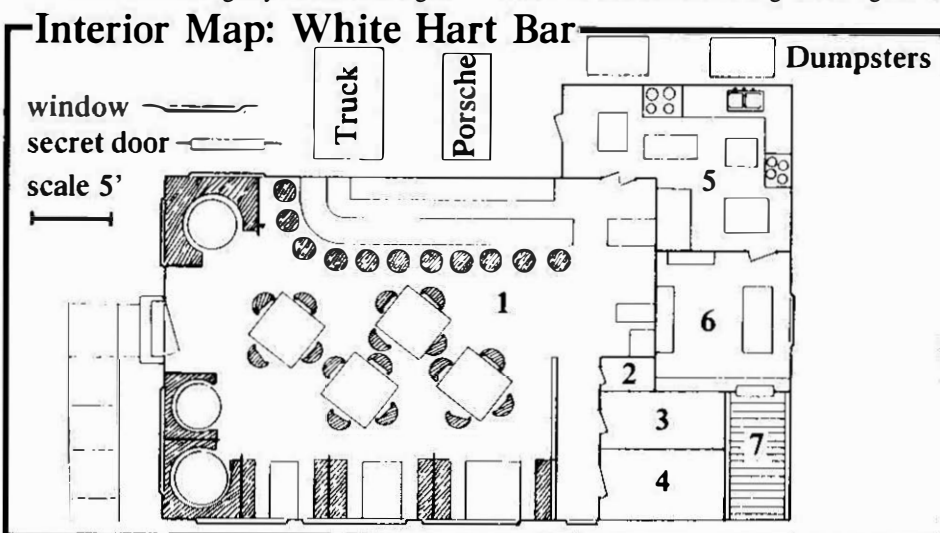 Interior Map: White Hart Bar
Dumpsters
Truck
Porsche
window
secret door
scale 5'
5
1
6
2
3
7
4